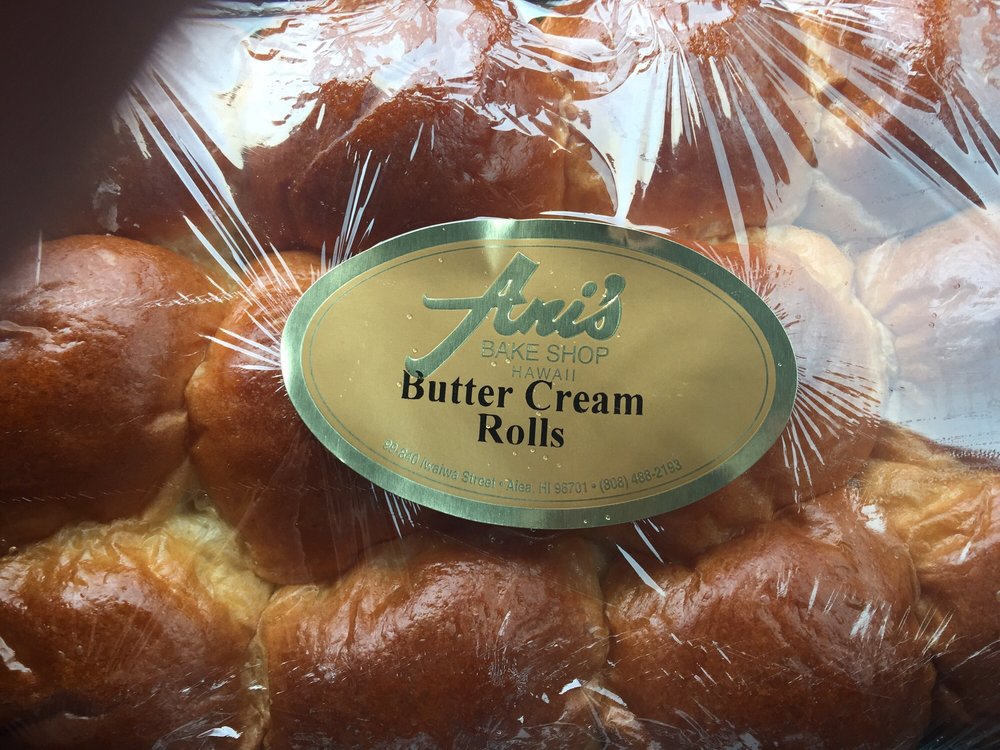 Ani's
BAKE SHOP
HAWAII
Butter Cream
Rolls
99-840 Iwaiwa Street • Aiea, HI 96701 • (808) 488-2193